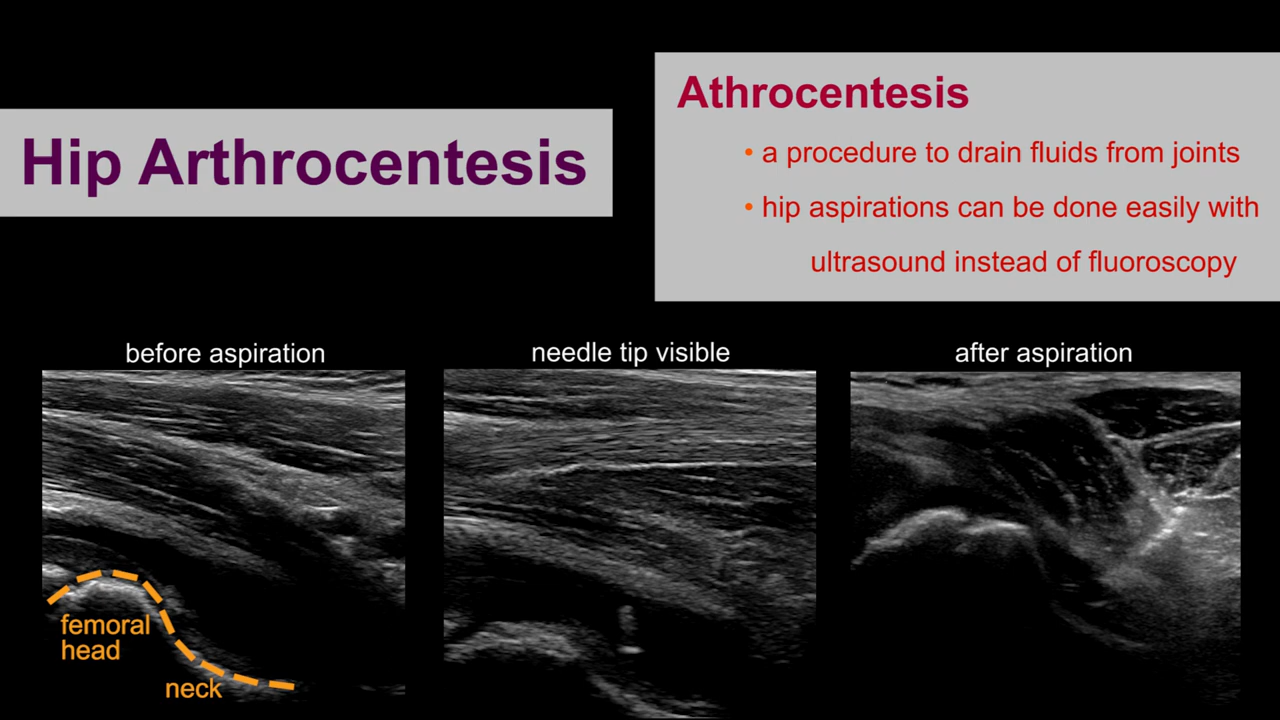 Hip Arthrocentesis
Athrocentesis
• a procedure to drain fluids from joints
• hip aspirations can be done easily with
ultrasound instead of fluoroscopy
before aspiration
needle tip visible
after aspiration
femoral
head
neck